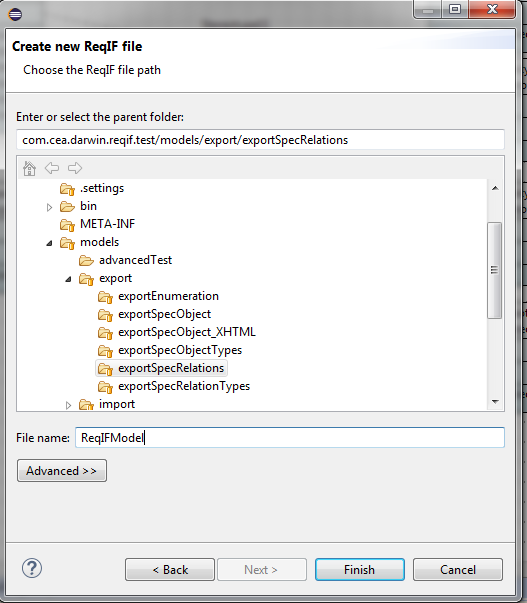 Create new ReqIF file
Choose the ReqIF file path
Enter or select the parent folder:
com.cea.darwin.reqif.test/models/export/exportSpecRelations
.settings
bin
META-INF
models
advancedTest
export
exportEnumeration
exportSpecObject
exportSpecObject_XHTML
exportSpecObjectTypes
exportSpecRelations
exportSpecRelationTypes
import
File name: ReqIFModel
Advanced >>
? < Back Next > Finish Cancel